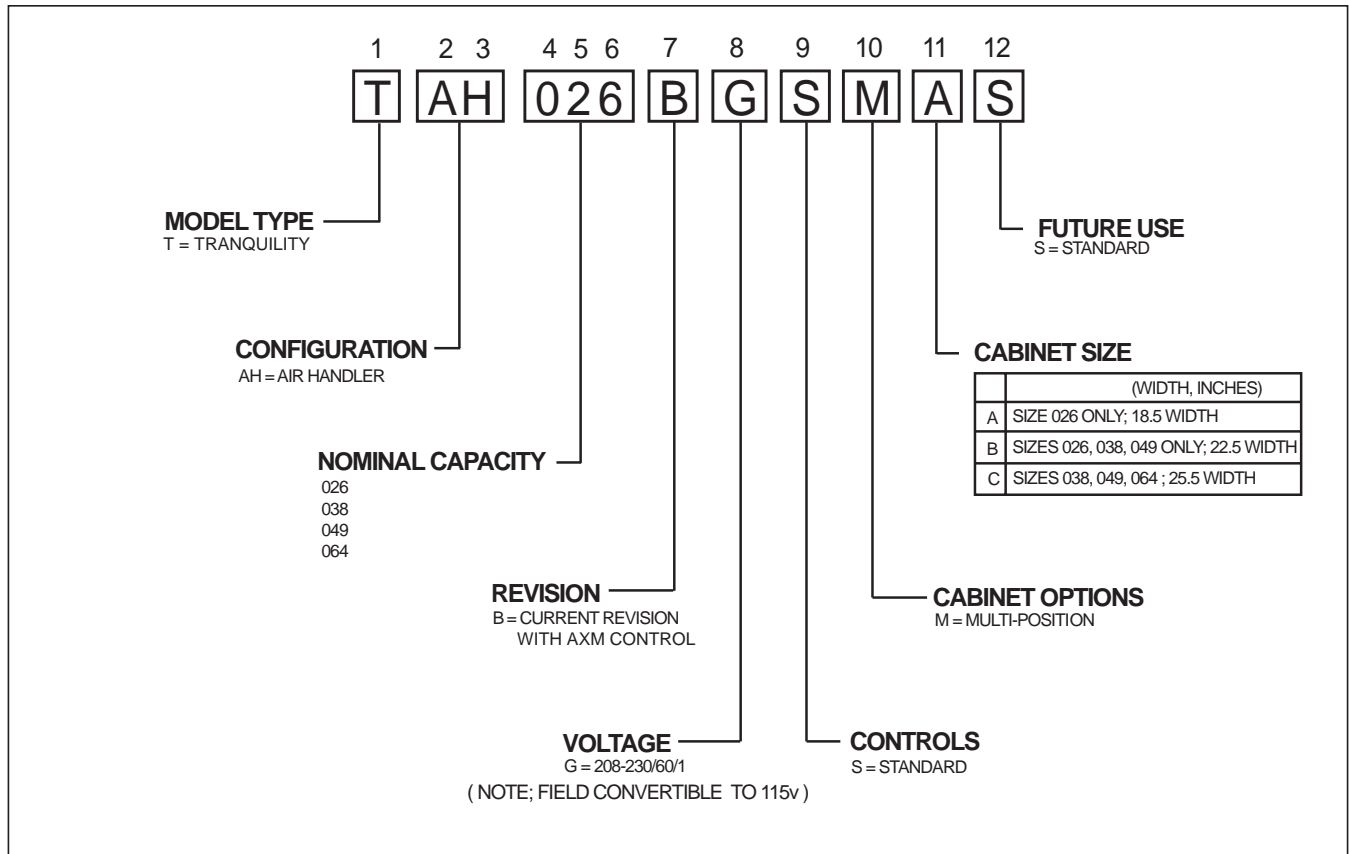 1 2 3 4 5 6 7 8 9 10 11 12
T AH 026 B G S M A S
MODEL TYPE
T = TRANQUILITY
CONFIGURATION
AH = AIR HANDLER
NOMINAL CAPACITY
026
038
049
064
REVISION
B = CURRENT REVISION
WITH AXM CONTROL
VOLTAGE
G = 208-230/60/1
( NOTE; FIELD CONVERTIBLE TO 115v )
FUTURE USE
S = STANDARD
CABINET SIZE
(WIDTH, INCHES)
A SIZE 026 ONLY; 18.5 WIDTH
B SIZES 026, 038, 049 ONLY; 22.5 WIDTH
C SIZES 038, 049, 064 ; 25.5 WIDTH
CABINET OPTIONS
M = MULTI-POSITION
CONTROLS
S = STANDARD